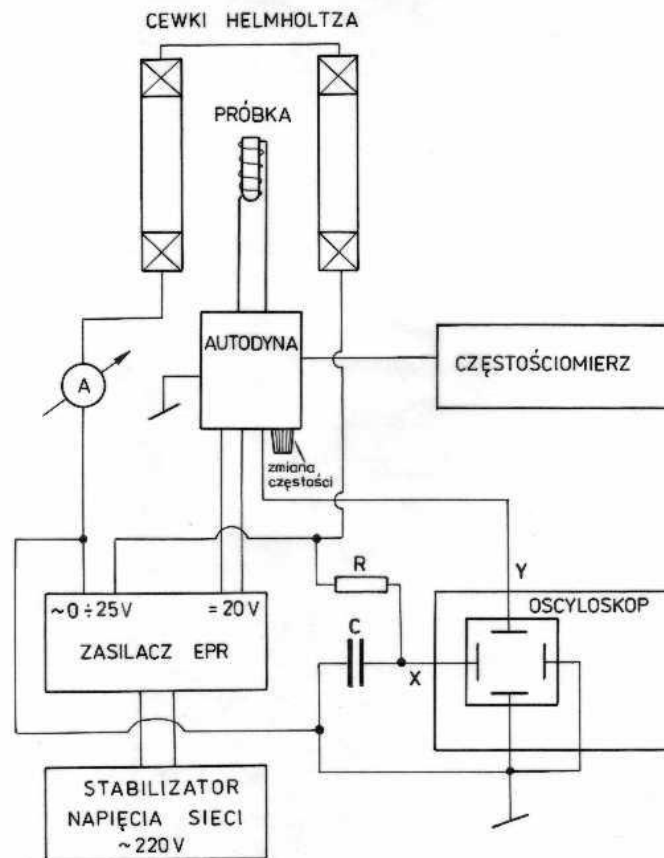 CEWKI HELMHOLTZA
PRÓBKA
AUTODYNA
CZĘSTOŚCIOMIERZ
A
zmiana
częstości
R
Y
~0÷25V
=20V
OSCYLOSKOP
C
ZASILACZ EPR
X
STABILIZATOR
NAPIĘCIA SIECI
~220V